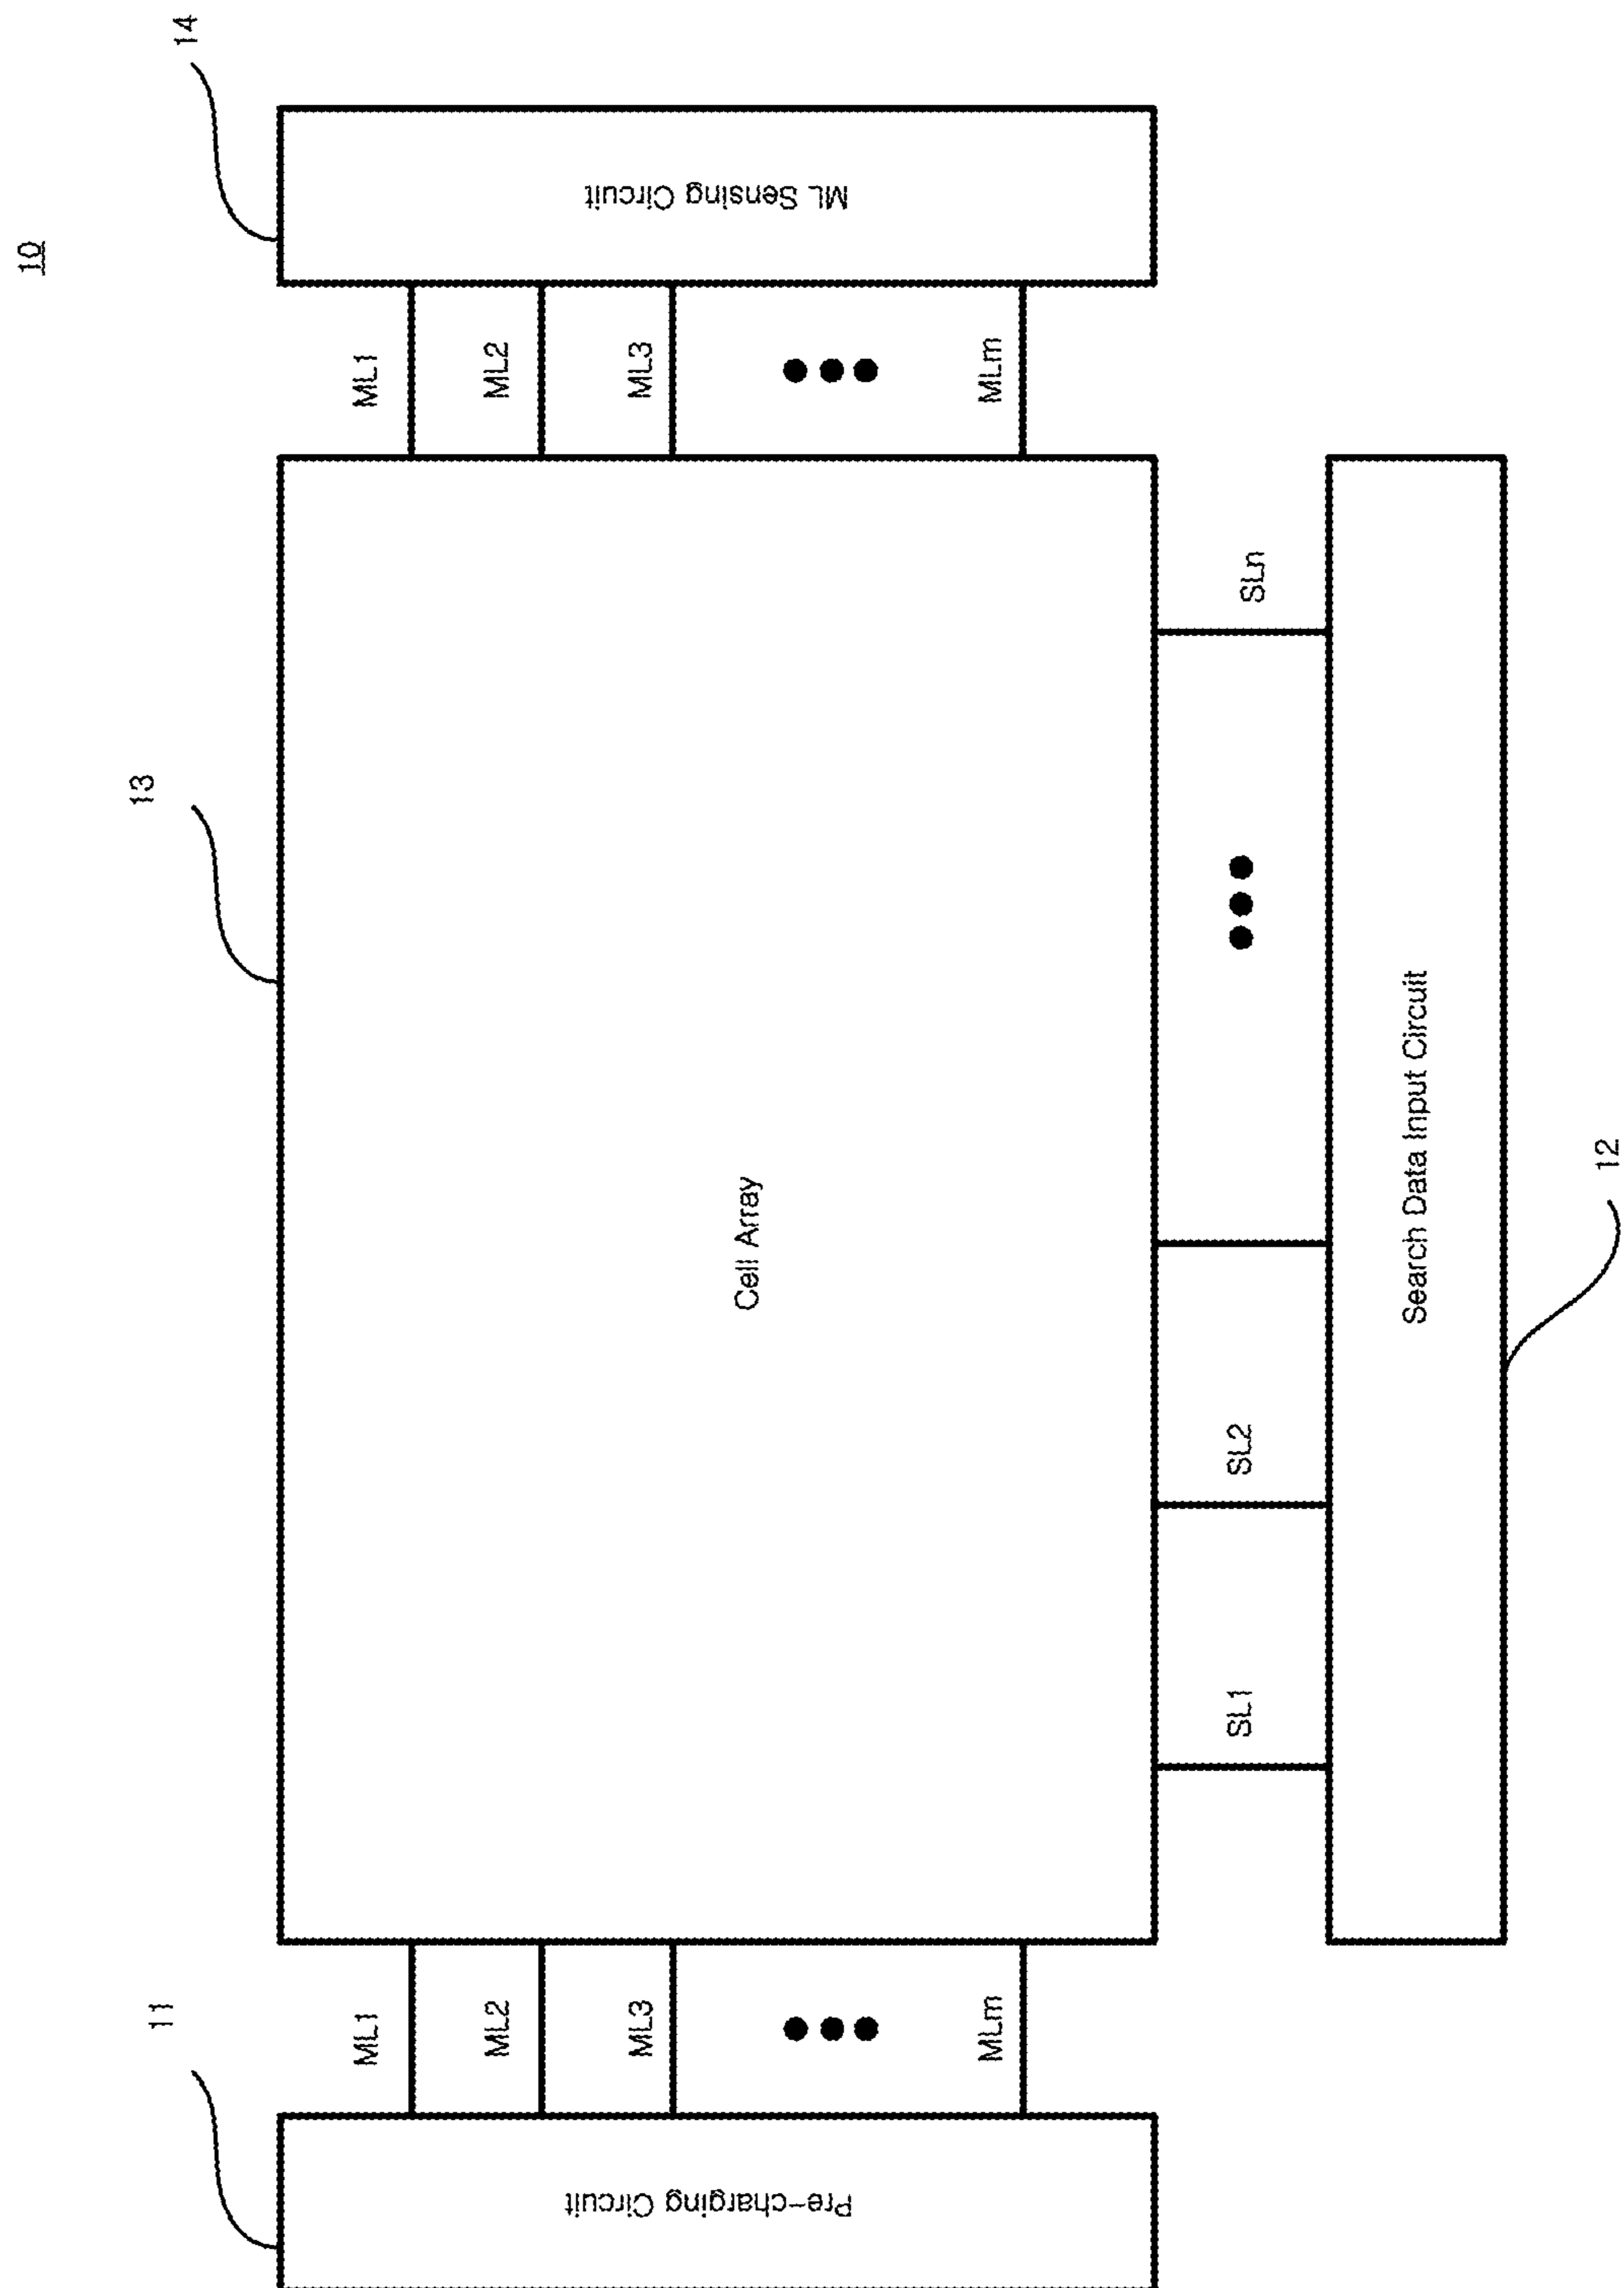 10
11
13
14
Pre-charging Circuit
ML1
ML2
ML3
MLm
Cell Array
ML1
ML2
ML3
MLm
ML Sensing Circuit
SL1
SL2
SLn
Search Data Input Circuit
12